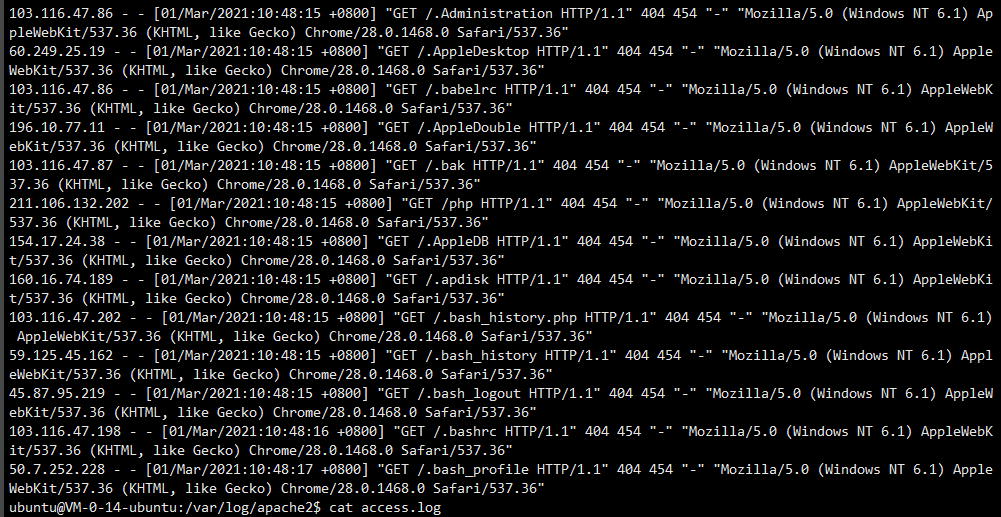 103.116.47.86 - - [01/Mar/2021:10:48:15 +0800] "GET /.Administration HTTP/1.1" 404 454 "-" "Mozilla/5.0 (Windows NT 6.1) Ap
pleWebKit/537.36 (KHTML, like Gecko) Chrome/28.0.1468.0 Safari/537.36"
60.249.25.19 - - [01/Mar/2021:10:48:15 +0800] "GET /.AppleDesktop HTTP/1.1" 404 454 "-" "Mozilla/5.0 (Windows NT 6.1) Apple
WebKit/537.36 (KHTML, like Gecko) Chrome/28.0.1468.0 Safari/537.36"
103.116.47.86 - - [01/Mar/2021:10:48:15 +0800] "GET /.babelrc HTTP/1.1" 404 454 "-" "Mozilla/5.0 (Windows NT 6.1) AppleWebK
it/537.36 (KHTML, like Gecko) Chrome/28.0.1468.0 Safari/537.36"
196.10.77.11 - - [01/Mar/2021:10:48:15 +0800] "GET /.AppleDouble HTTP/1.1" 404 454 "-" "Mozilla/5.0 (Windows NT 6.1) AppleW
ebKit/537.36 (KHTML, like Gecko) Chrome/28.0.1468.0 Safari/537.36"
103.116.47.87 - - [01/Mar/2021:10:48:15 +0800] "GET /.bak HTTP/1.1" 404 454 "-" "Mozilla/5.0 (Windows NT 6.1) AppleWebKit/5
37.36 (KHTML, like Gecko) Chrome/28.0.1468.0 Safari/537.36"
211.106.132.202 - - [01/Mar/2021:10:48:15 +0800] "GET /php HTTP/1.1" 404 454 "-" "Mozilla/5.0 (Windows NT 6.1) AppleWebKit/
537.36 (KHTML, like Gecko) Chrome/28.0.1468.0 Safari/537.36"
154.17.24.38 - - [01/Mar/2021:10:48:15 +0800] "GET /.AppleDB HTTP/1.1" 404 454 "-" "Mozilla/5.0 (Windows NT 6.1) AppleWebKi
t/537.36 (KHTML, like Gecko) Chrome/28.0.1468.0 Safari/537.36"
160.16.74.189 - - [01/Mar/2021:10:48:15 +0800] "GET /.apdisk HTTP/1.1" 404 454 "-" "Mozilla/5.0 (Windows NT 6.1) AppleWebKi
t/537.36 (KHTML, like Gecko) Chrome/28.0.1468.0 Safari/537.36"
103.116.47.202 - - [01/Mar/2021:10:48:15 +0800] "GET /.bash_history.php HTTP/1.1" 404 454 "-" "Mozilla/5.0 (Windows NT 6.1)
 AppleWebKit/537.36 (KHTML, like Gecko) Chrome/28.0.1468.0 Safari/537.36"
59.125.45.162 - - [01/Mar/2021:10:48:15 +0800] "GET /.bash_history HTTP/1.1" 404 454 "-" "Mozilla/5.0 (Windows NT 6.1) Appl
eWebKit/537.36 (KHTML, like Gecko) Chrome/28.0.1468.0 Safari/537.36"
45.87.95.219 - - [01/Mar/2021:10:48:15 +0800] "GET /.bash_logout HTTP/1.1" 404 454 "-" "Mozilla/5.0 (Windows NT 6.1) AppleW
ebKit/537.36 (KHTML, like Gecko) Chrome/28.0.1468.0 Safari/537.36"
103.116.47.198 - - [01/Mar/2021:10:48:16 +0800] "GET /.bashrc HTTP/1.1" 404 454 "-" "Mozilla/5.0 (Windows NT 6.1) AppleWebK
it/537.36 (KHTML, like Gecko) Chrome/28.0.1468.0 Safari/537.36"
50.7.252.228 - - [01/Mar/2021:10:48:17 +0800] "GET /.bash_profile HTTP/1.1" 404 454 "-" "Mozilla/5.0 (Windows NT 6.1) Apple
WebKit/537.36 (KHTML, like Gecko) Chrome/28.0.1468.0 Safari/537.36"
ubuntu@VM-0-14-ubuntu:/var/log/apache2$ cat access.log